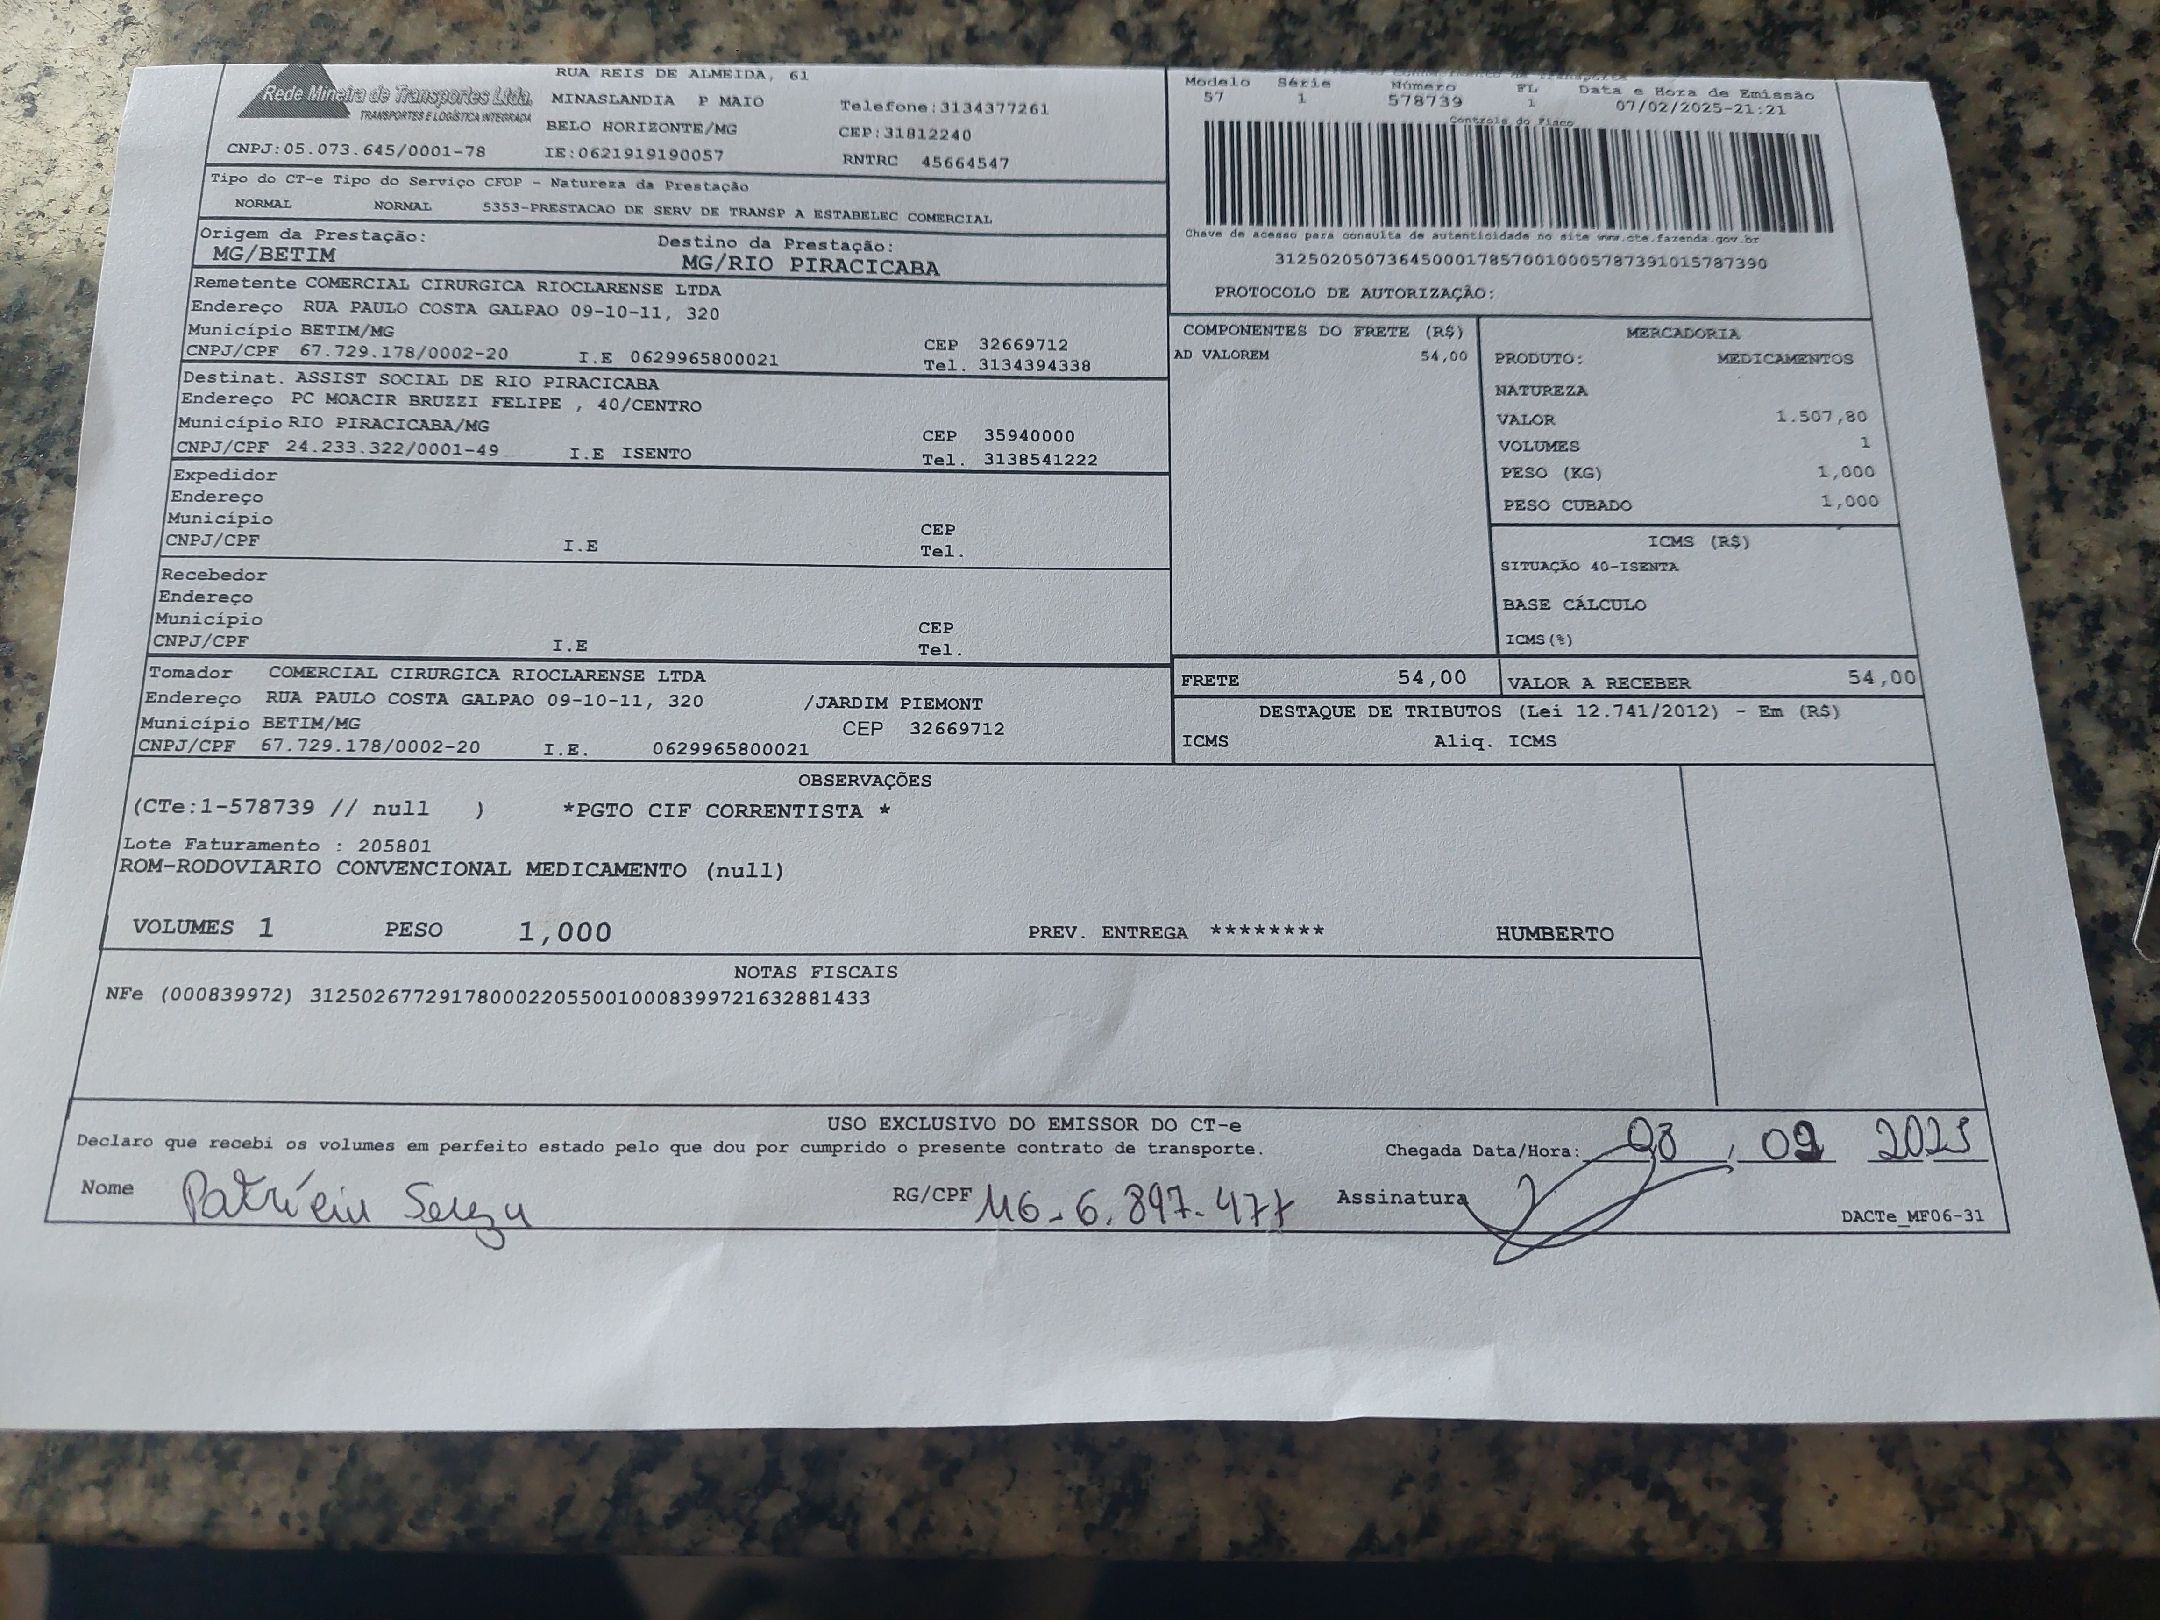 Rede Mineira de Transportes Ltda.
TRANSPORTES E LOGÍSTICA INTEGRADA
CNPJ:05.073.645/0001-78
RUA REIS DE ALMEIDA, 61
MINASLANDIA P MAIO
BELO HORIZONTE/MG
IE:0621919190057
Telefone:3134377261
CEP:31812240
RNTRC 45664547
Modelo Série Número FL Data e Hora de Emissão
57 1 578739 1 07/02/2025-21:21
Controle do Fisco
Chave de acesso para consulta de autenticidade no site www.cte.fazenda.gov.br
31250205073645000178570010005787391015787390
PROTOCOLO DE AUTORIZAÇÃO:
Tipo do CT-e Tipo do Serviço CFOP - Natureza da Prestação
NORMAL NORMAL 5353-PRESTACAO DE SERV DE TRANSP A ESTABELEC COMERCIAL
Origem da Prestação: Destino da Prestação:
MG/BETIM MG/RIO PIRACICABA
Remetente COMERCIAL CIRURGICA RIOCLARENSE LTDA
Endereço RUA PAULO COSTA GALPAO 09-10-11, 320
Município BETIM/MG CEP 32669712
CNPJ/CPF 67.729.178/0002-20 I.E 0629965800021 Tel. 3134394338
Destinat. ASSIST SOCIAL DE RIO PIRACICABA
Endereço PC MOACIR BRUZZI FELIPE , 40/CENTRO
Município RIO PIRACICABA/MG CEP 35940000
CNPJ/CPF 24.233.322/0001-49 I.E ISENTO Tel. 3138541222
Expedidor
Endereço
Município CEP
CNPJ/CPF I.E Tel.
Recebedor
Endereço
Município CEP
CNPJ/CPF I.E Tel.
Tomador COMERCIAL CIRURGICA RIOCLARENSE LTDA
Endereço RUA PAULO COSTA GALPAO 09-10-11, 320 /JARDIM PIEMONT
Município BETIM/MG CEP 32669712
CNPJ/CPF 67.729.178/0002-20 I.E. 0629965800021
COMPONENTES DO FRETE (R$)
AD VALOREM 54,00
MERCADORIA
PRODUTO: MEDICAMENTOS
NATUREZA
VALOR 1.507,80
VOLUMES 1
PESO (KG) 1,000
PESO CUBADO 1,000
ICMS (R$)
SITUAÇÃO 40-ISENTA
BASE CÁLCULO
ICMS(%)
FRETE 54,00 VALOR A RECEBER 54,00
DESTAQUE DE TRIBUTOS (Lei 12.741/2012) - Em (R$)
ICMS Aliq. ICMS
OBSERVAÇÕES
(CTe:1-578739 // null ) *PGTO CIF CORRENTISTA *
Lote Faturamento : 205801
ROM-RODOVIARIO CONVENCIONAL MEDICAMENTO (null)
VOLUMES 1 PESO 1,000 PREV. ENTREGA ******** HUMBERTO
NOTAS FISCAIS
NFe (000839972) 31250267729178000220550010008399721632881433
USO EXCLUSIVO DO EMISSOR DO CT-e
Declaro que recebi os volumes em perfeito estado pelo que dou por cumprido o presente contrato de transporte. Chegada Data/Hora: 02 2025
Nome RG/CPF MG-6.897.477 Assinatura
DACTe_MF06-31